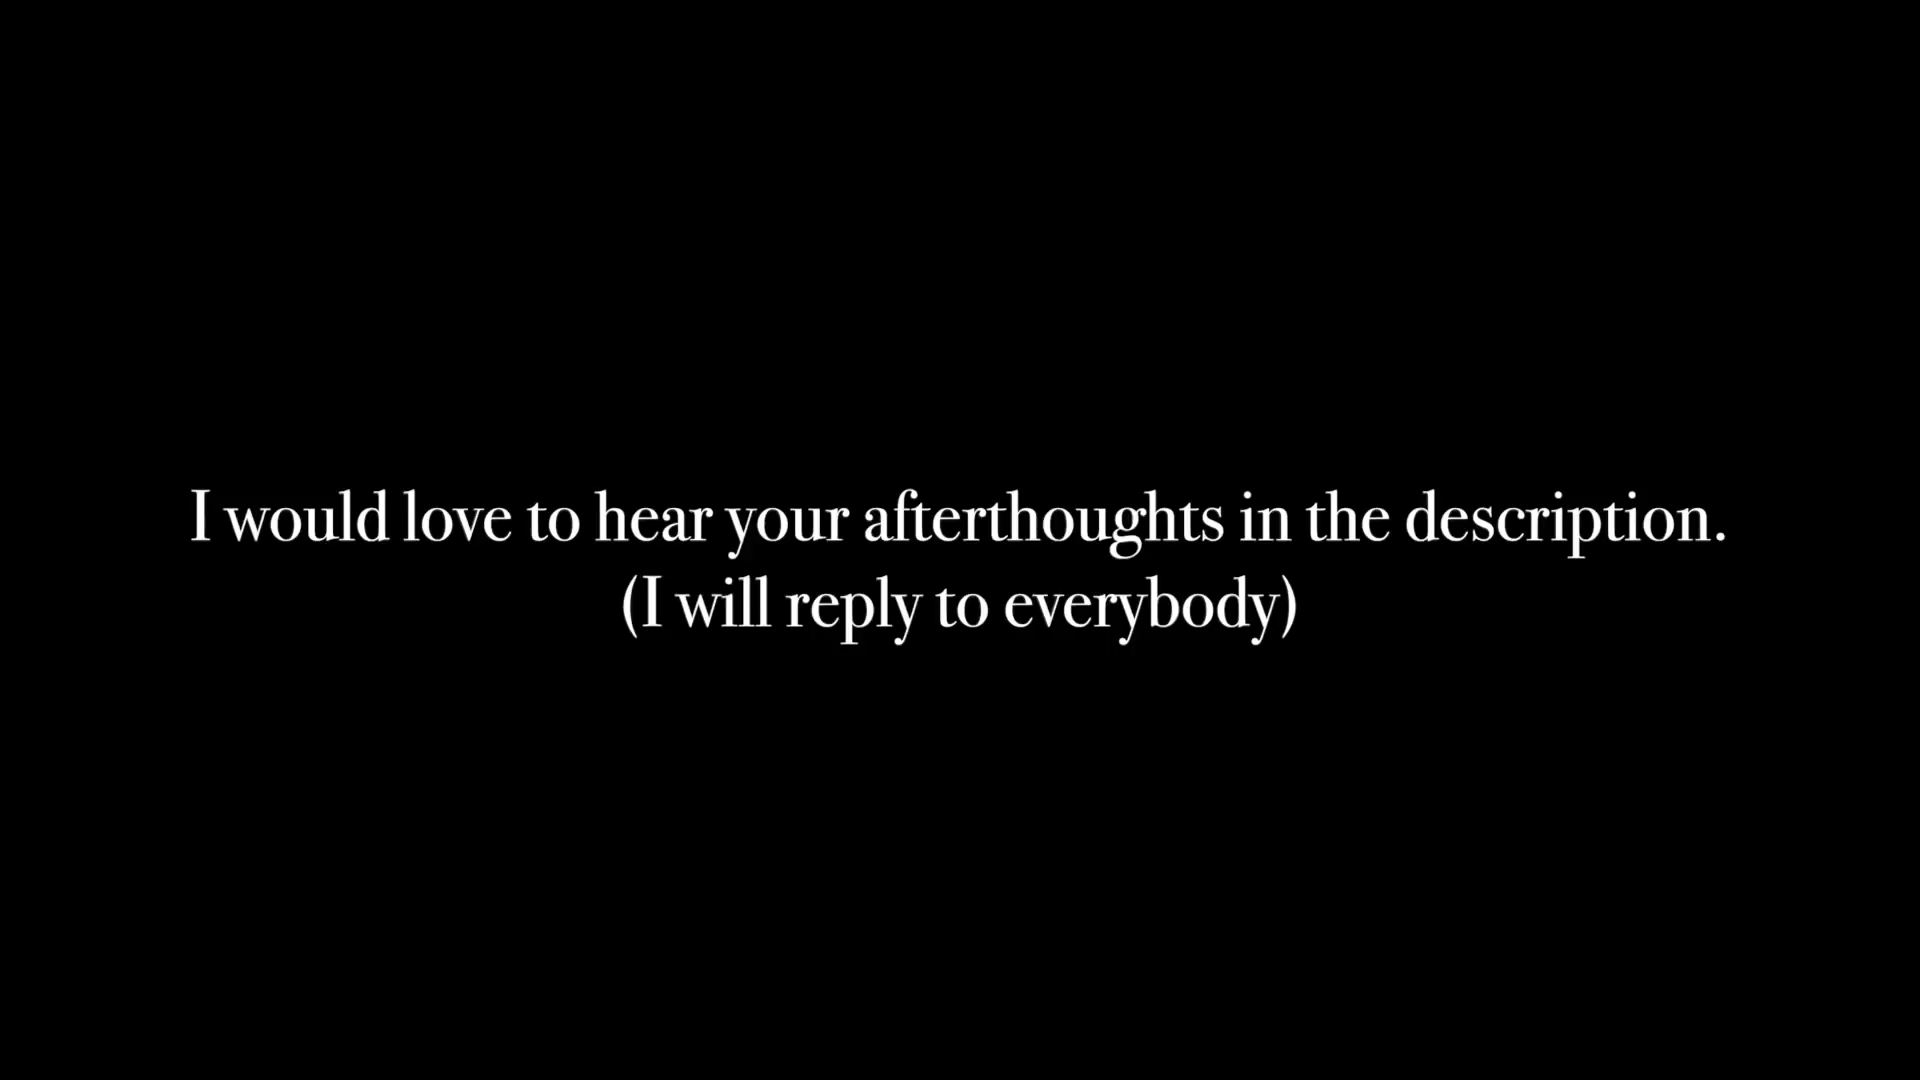 I would love to hear your afterthoughts in the description.
(I will reply to everybody)